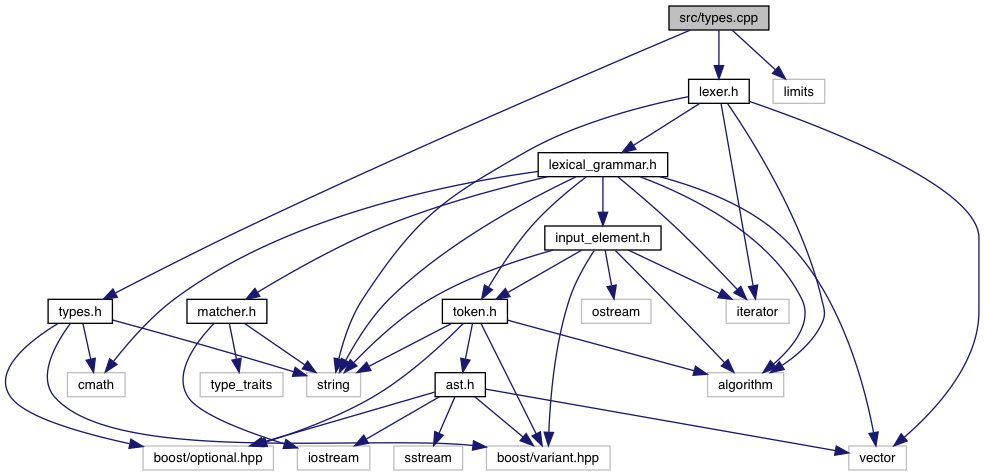 src/types.cpp
lexer.h
limits
lexical_grammar.h
input_element.h
types.h
matcher.h
token.h
ostream
iterator
cmath
type_traits
string
ast.h
algorithm
boost/optional.hpp
iostream
sstream
boost/variant.hpp
vector